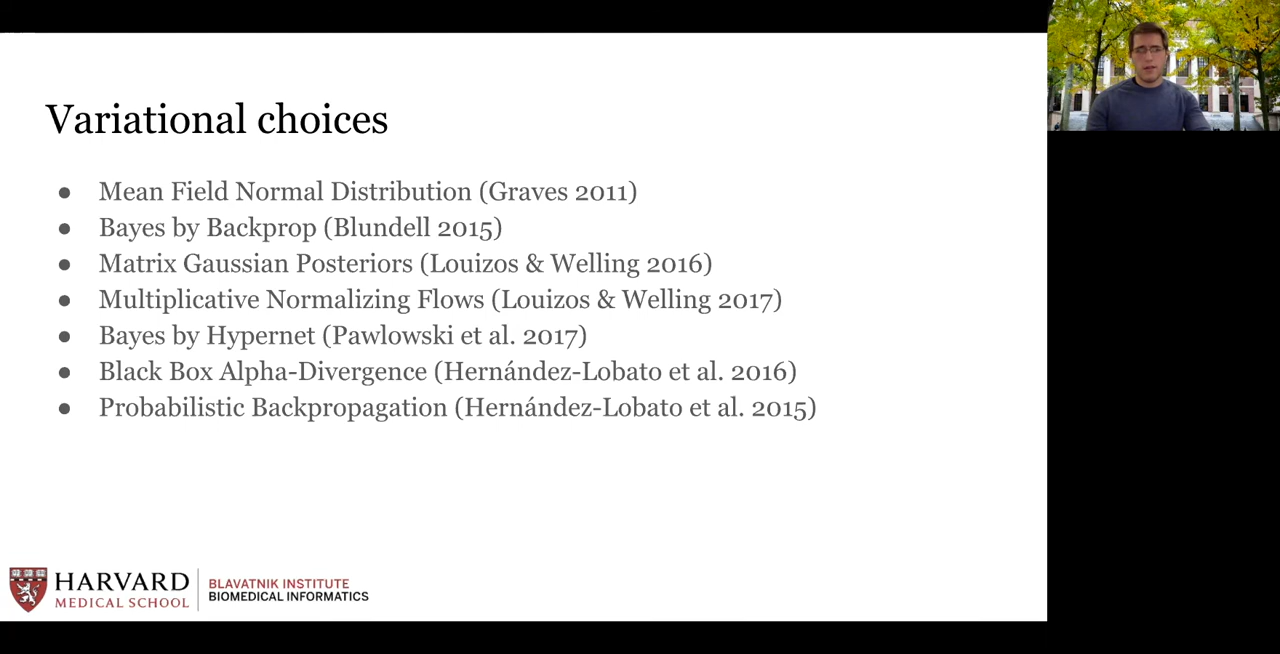 Variational choices
● Mean Field Normal Distribution (Graves 2011)
● Bayes by Backprop (Blundell 2015)
● Matrix Gaussian Posteriors (Louizos & Welling 2016)
● Multiplicative Normalizing Flows (Louizos & Welling 2017)
● Bayes by Hypernet (Pawlowski et al. 2017)
● Black Box Alpha-Divergence (Hernández-Lobato et al. 2016)
● Probabilistic Backpropagation (Hernández-Lobato et al. 2015)
HARVARD
MEDICAL SCHOOL
BLAVATNIK INSTITUTE
BIOMEDICAL INFORMATICS